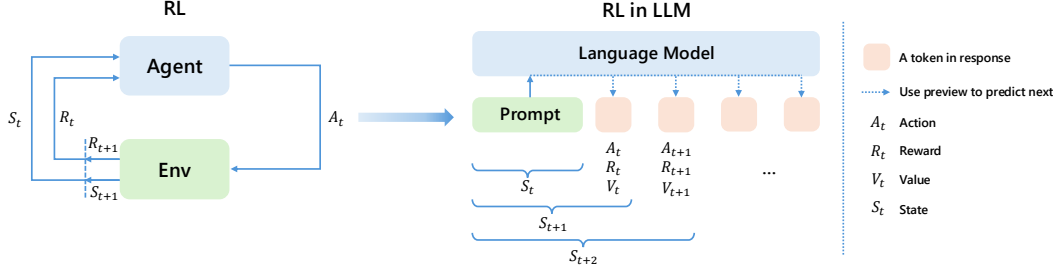 RL
Agent
S_t
R_t
A_t
R_{t+1}
Env
S_{t+1}
RL in LLM
Language Model
Prompt
A_t
A_{t+1}
R_t
R_{t+1}
...
V_t
V_{t+1}
S_t
S_{t+1}
S_{t+2}
A token in response
Use preview to predict next
A_t Action
R_t Reward
V_t Value
S_t State